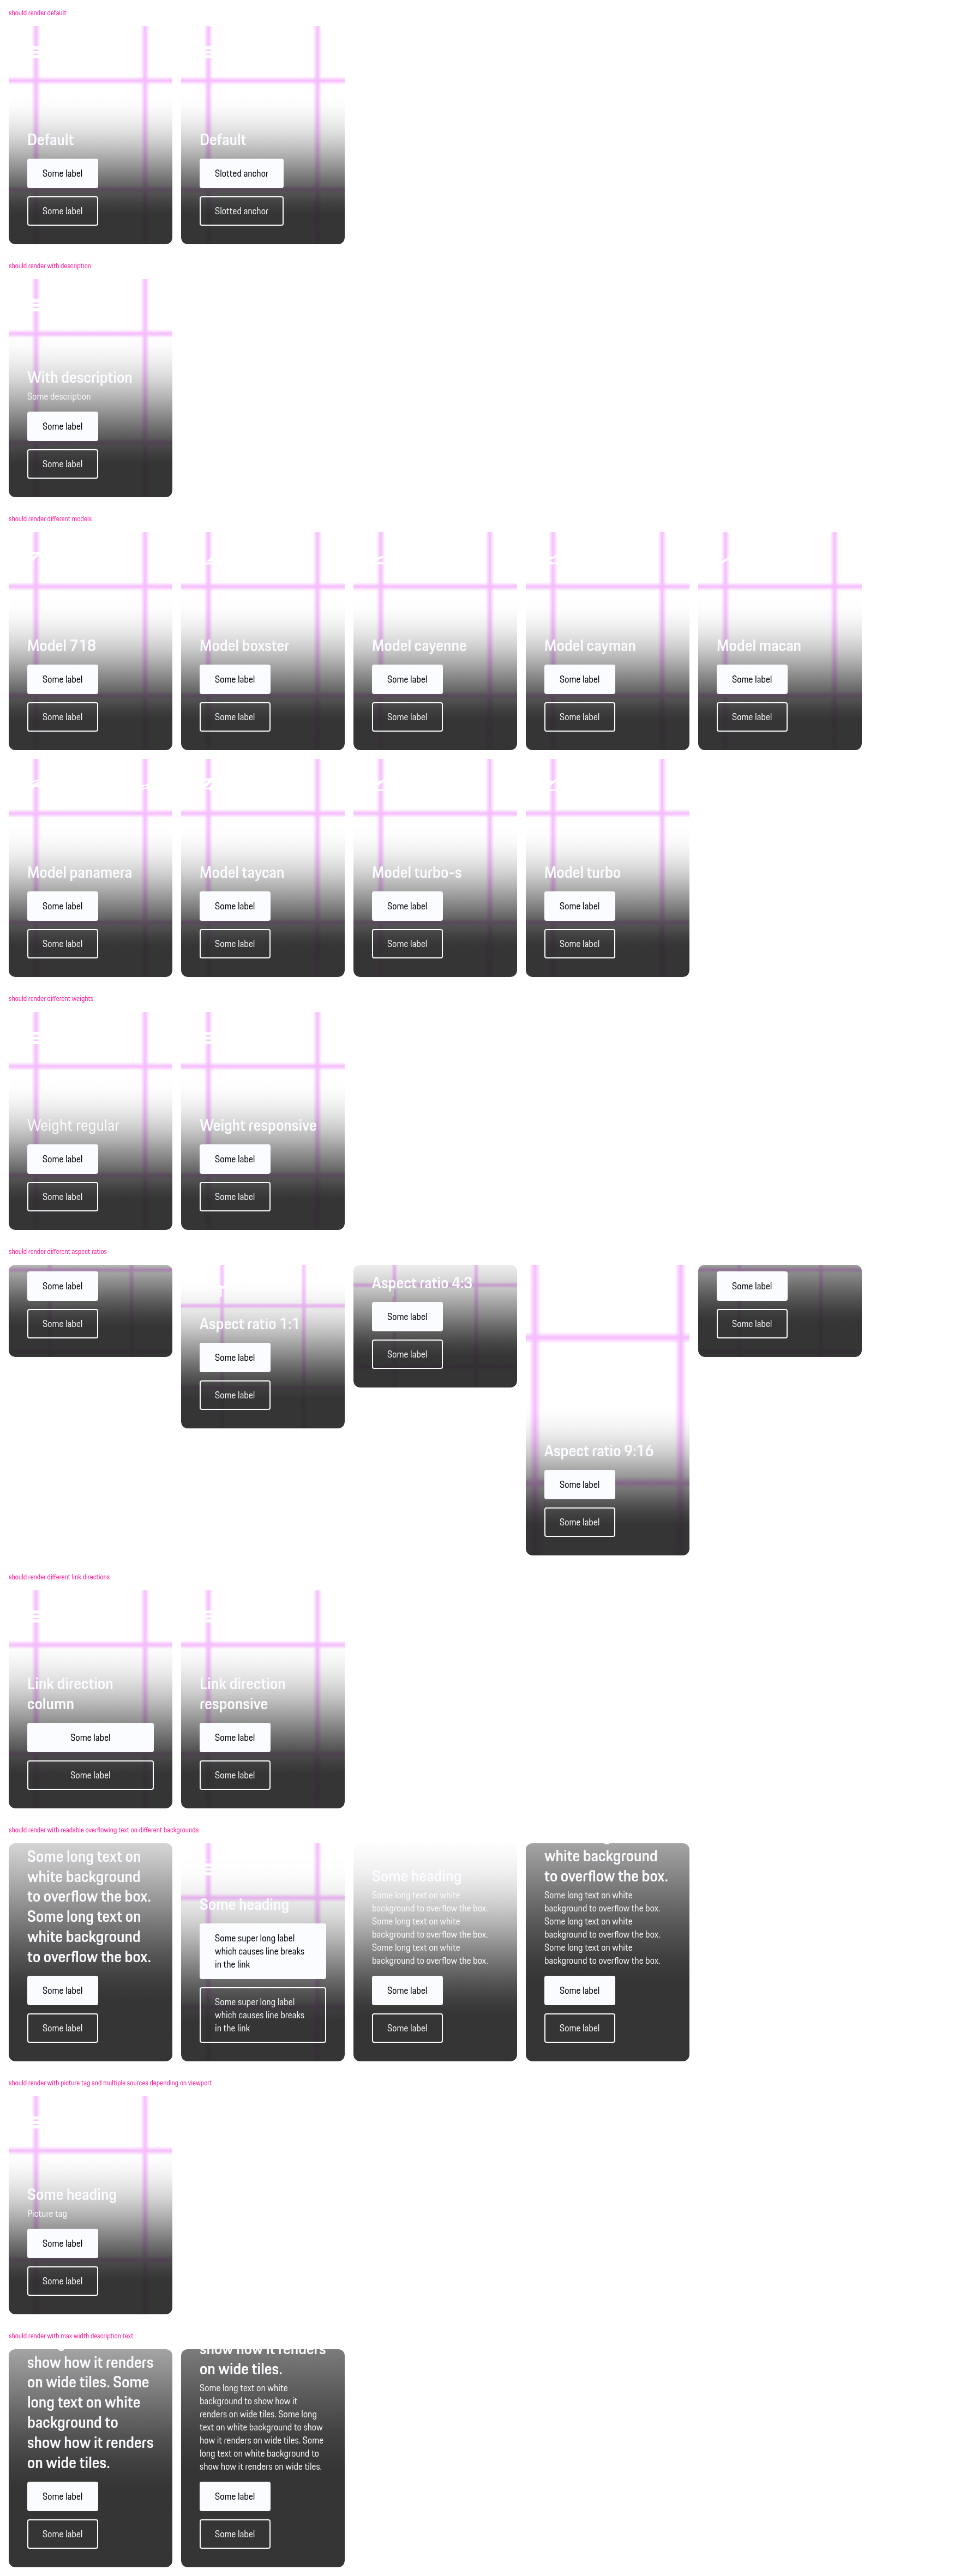 should render default
Default
Some label
Some label
Default
Slotted anchor
Slotted anchor
should render with description
With description
Some description
Some label
Some label
should render different models
Model 718
Some label
Some label
Model boxster
Some label
Some label
Model cayenne
Some label
Some label
Model cayman
Some label
Some label
Model macan
Some label
Some label
Model panamera
Some label
Some label
Model taycan
Some label
Some label
Model turbo-s
Some label
Some label
Model turbo
Some label
Some label
should render different weights
Weight regular
Some label
Some label
Weight responsive
Some label
Some label
should render different aspect ratios
Some label
Some label
Aspect ratio 1:1
Some label
Some label
Aspect ratio 4:3
Some label
Some label
Aspect ratio 9:16
Some label
Some label
Some label
Some label
should render different link directions
Link direction
column
Some label
Some label
Link direction
responsive
Some label
Some label
should render with readable overflowing text on different backgrounds
Some long text on
white background
to overflow the box.
Some long text on
white background
to overflow the box.
Some label
Some label
Some heading
Some super long label
which causes line breaks
in the link
Some super long label
which causes line breaks
in the link
Some heading
Some long text on white
background to overflow the box.
Some long text on white
background to overflow the box.
Some long text on white
background to overflow the box.
Some label
Some label
white background
to overflow the box.
Some long text on white
background to overflow the box.
Some long text on white
background to overflow the box.
Some long text on white
background to overflow the box.
Some label
Some label
should render with picture tag and multiple sources depending on viewport
Some heading
Picture tag
Some label
Some label
should render with max width description text
show how it renders
on wide tiles. Some
long text on white
background to
show how it renders
on wide tiles.
Some label
Some label
show how it renders
on wide tiles.
Some long text on white
background to show how it
renders on wide tiles. Some long
text on white background to show
how it renders on wide tiles. Some
long text on white background to
show how it renders on wide tiles.
Some label
Some label